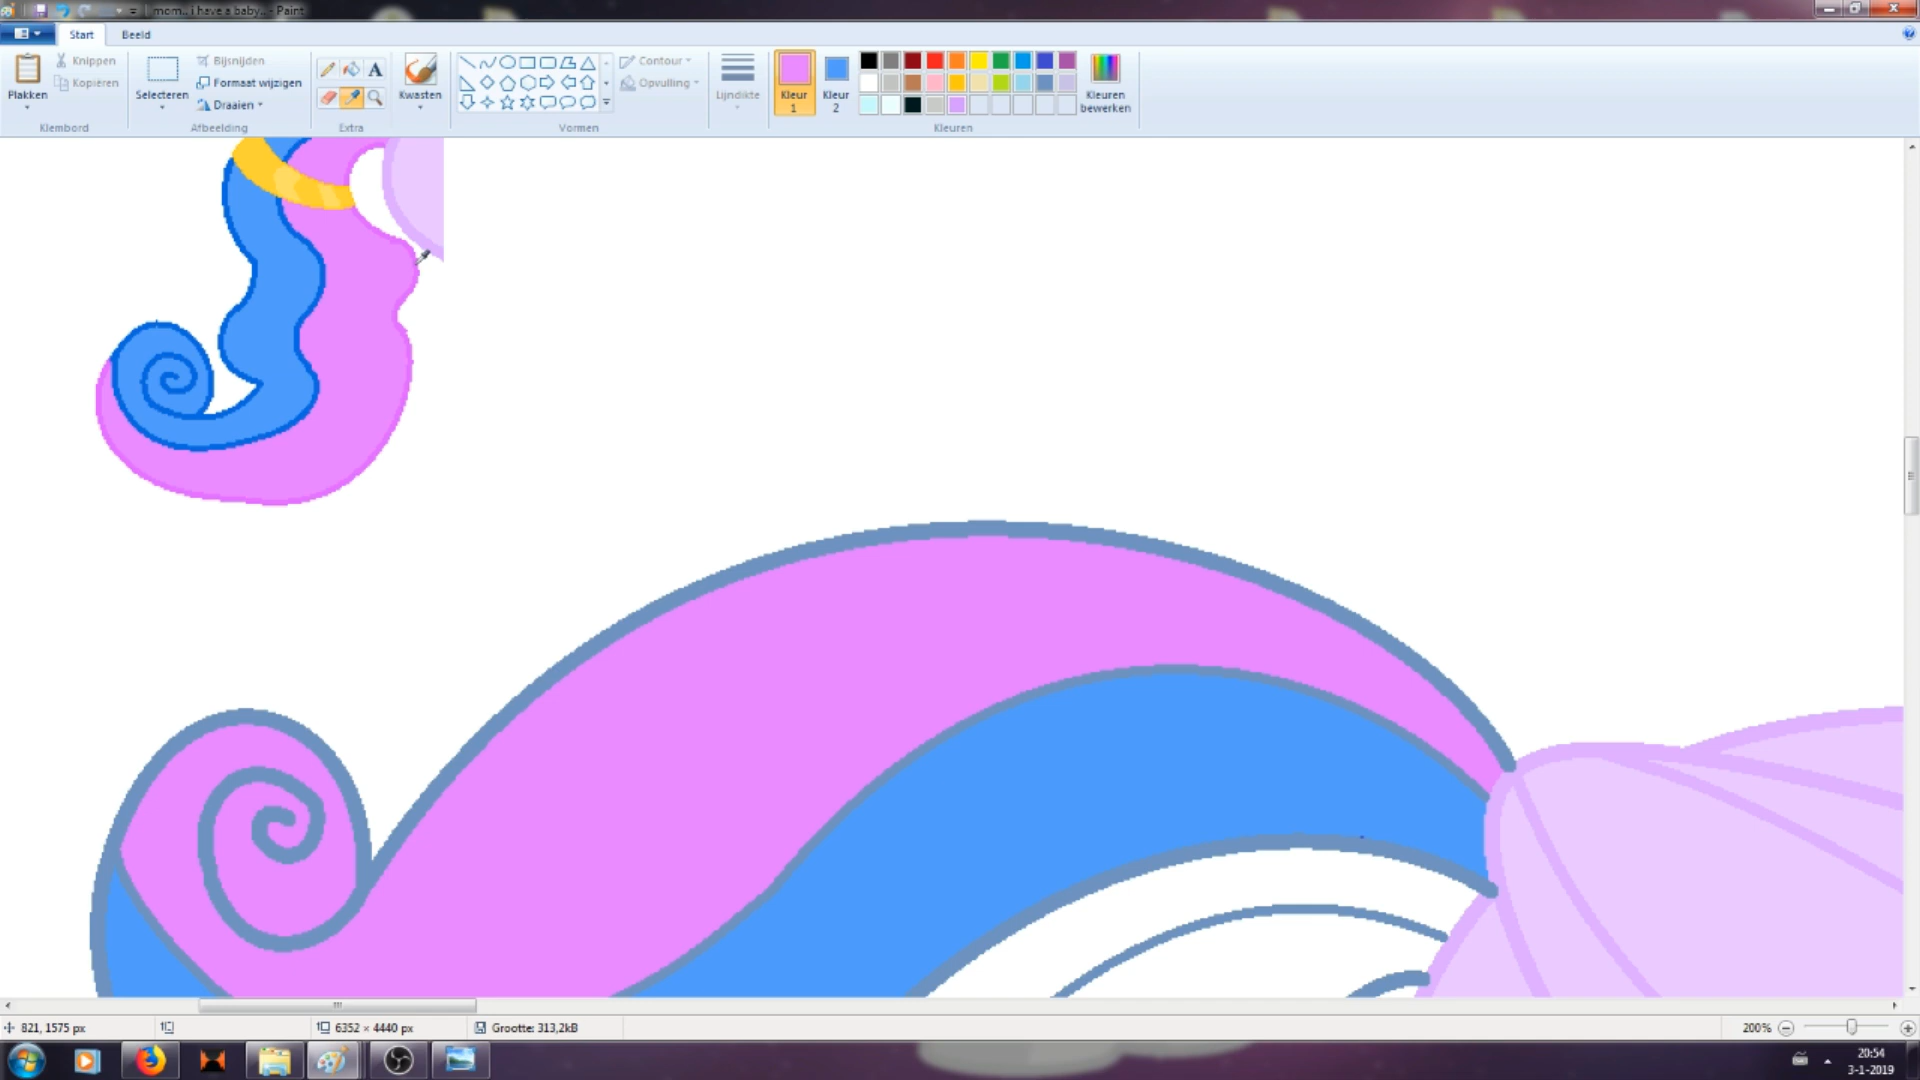 mom.. i have a baby.. - Paint
Start Beeld
Plakken
Knippen
Kopiëren
Klembord
Selecteren
Bijsnijden
Formaat wijzigen
Draaien
Afbeelding
A
Extra
Kwasten
Contour
Opvulling
Vormen
Lijndikte
Kleur
1
Kleur
2
Kleuren
bewerken
Kleuren
821, 1575 px
6352 × 4440 px
Grootte: 313,2kB
200%
20:54
3-1-2019